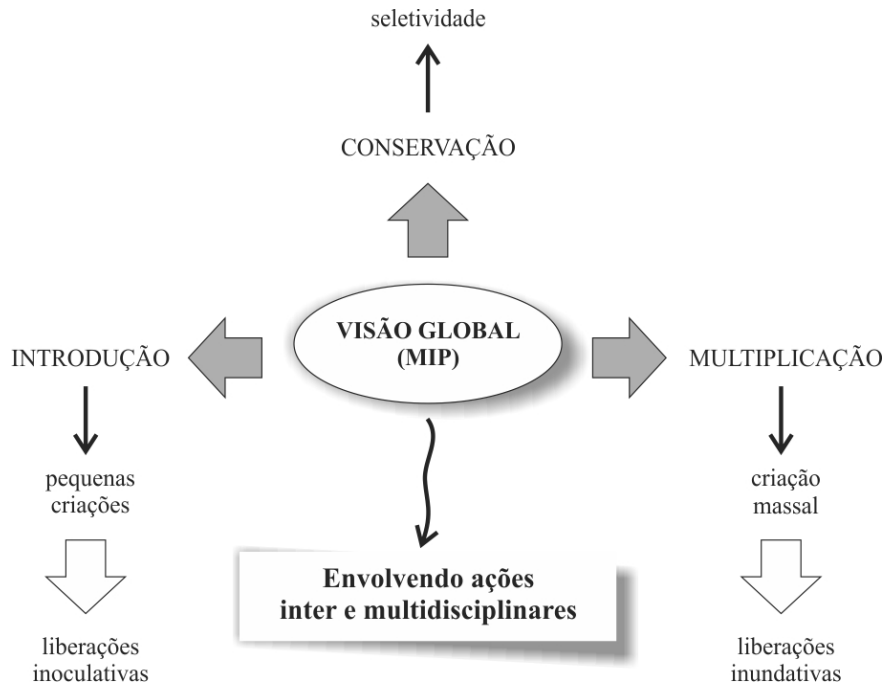 seletividade
CONSERVAÇÃO
VISÃO GLOBAL
(MIP)
INTRODUÇÃO
MULTIPLICAÇÃO
pequenas
criações
criação
massal
Envolvendo ações
inter e multidisciplinares
liberações
inoculativas
liberações
inundativas